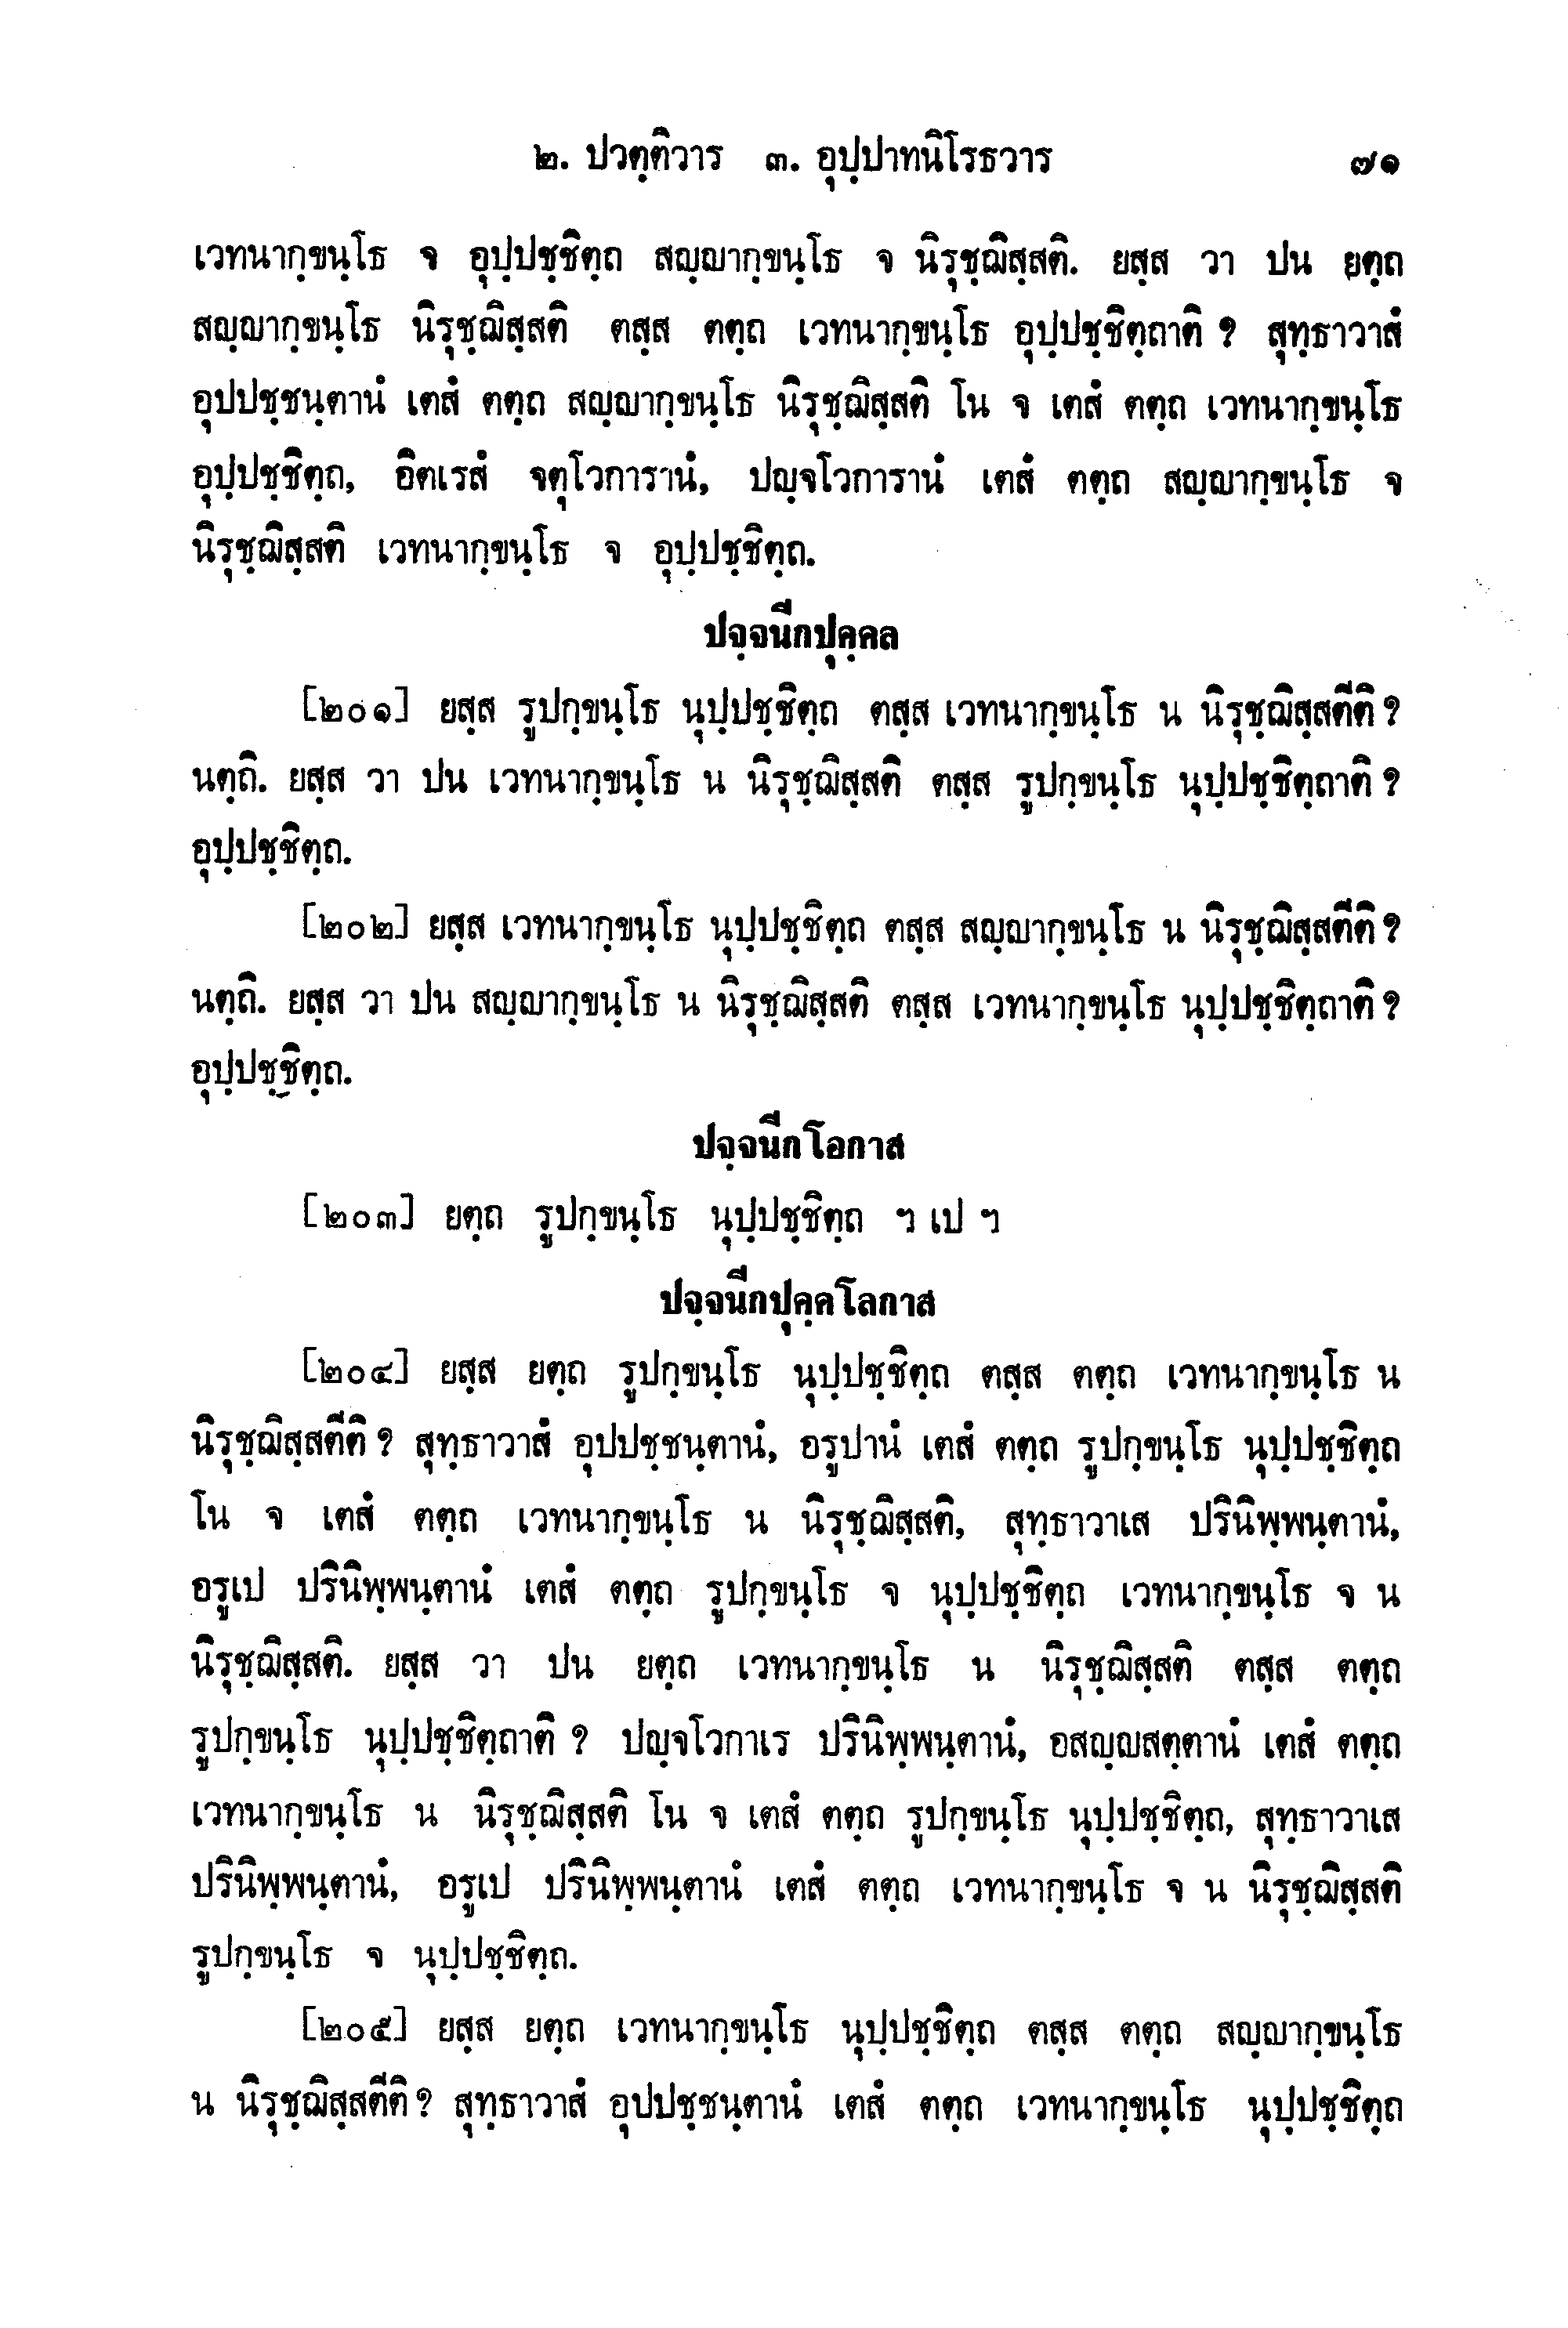 ๒. ปวตฺติวาร ๓. อุปฺปาทนิโรธวาร ๗๑
เวทนากฺขนฺโธ จ อุปฺปชฺชิตฺถ สญฺญากฺขนฺโธ จ นิรุชฺฌิสฺสติ. ยสฺส วา ปน ยตฺถ
สญฺญากฺขนฺโธ นิรุชฺฌิสฺสติ ตสฺส ตตฺถ เวทนากฺขนฺโธ อุปฺปชฺชิตฺถาติ ? สุทฺธาวาสํ
อุปปชฺชนฺตานํ เตสํ ตตฺถ สญฺญากฺขนฺโธ นิรุชฺฌิสฺสติ โน จ เตสํ ตตฺถ เวทนากฺขนฺโธ
อุปฺปชฺชิตฺถ, อิตเรสํ จตุโวการานํ, ปญฺจโวการานํ เตสํ ตตฺถ สญฺญากฺขนฺโธ จ
นิรุชฺฌิสฺสติ เวทนากฺขนฺโธ จ อุปฺปชฺชิตฺถ.
ปจฺจนีกปุคฺคล
[๒๐๑] ยสฺส รูปกฺขนฺโธ นุปฺปชฺชิตฺถ ตสฺส เวทนากฺขนฺโธ น นิรุชฺฌิสฺสตีติ ?
นตฺถิ. ยสฺส วา ปน เวทนากฺขนฺโธ น นิรุชฺฌิสฺสติ ตสฺส รูปกฺขนฺโธ นุปฺปชฺชิตฺถาติ ?
อุปฺปชฺชิตฺถ.
[๒๐๒] ยสฺส เวทนากฺขนฺโธ นุปฺปชฺชิตฺถ ตสฺส สญฺญากฺขนฺโธ น นิรุชฺฌิสฺสตีติ ?
นตฺถิ. ยสฺส วา ปน สญฺญากฺขนฺโธ น นิรุชฺฌิสฺสติ ตสฺส เวทนากฺขนฺโธ นุปฺปชฺชิตฺถาติ ?
อุปฺปชฺชิตฺถ.
ปจฺจนีกโอกาส
[๒๐๓] ยตฺถ รูปกฺขนฺโธ นุปฺปชฺชิตฺถ ฯ เป ฯ
ปจฺจนีกปุคฺคโลกาส
[๒๐๔] ยสฺส ยตฺถ รูปกฺขนฺโธ นุปฺปชฺชิตฺถ ตสฺส ตตฺถ เวทนากฺขนฺโธ น
นิรุชฺฌิสฺสตีติ ? สุทฺธาวาสํ อุปปชฺชนฺตานํ, อรูปานํ เตสํ ตตฺถ รูปกฺขนฺโธ นุปฺปชฺชิตฺถ
โน จ เตสํ ตตฺถ เวทนากฺขนฺโธ น นิรุชฺฌิสฺสติ, สุทฺธาวาเส ปรินิพฺพนฺตานํ,
อรูเป ปรินิพฺพนฺตานํ เตสํ ตตฺถ รูปกฺขนฺโธ จ นุปฺปชฺชิตฺถ เวทนากฺขนฺโธ จ น
นิรุชฺฌิสฺสติ. ยสฺส วา ปน ยตฺถ เวทนากฺขนฺโธ น นิรุชฺฌิสฺสติ ตสฺส ตตฺถ
รูปกฺขนฺโธ นุปฺปชฺชิตฺถาติ ? ปญฺจโวกาเร ปรินิพฺพนฺตานํ, อสญฺญสตฺตานํ เตสํ ตตฺถ
เวทนากฺขนฺโธ น นิรุชฺฌิสฺสติ โน จ เตสํ ตตฺถ รูปกฺขนฺโธ นุปฺปชฺชิตฺถ, สุทฺธาวาเส
ปรินิพฺพนฺตานํ, อรูเป ปรินิพฺพนฺตานํ เตสํ ตตฺถ เวทนากฺขนฺโธ จ น นิรุชฺฌิสฺสติ
รูปกฺขนฺโธ จ นุปฺปชฺชิตฺถ.
[๒๐๕] ยสฺส ยตฺถ เวทนากฺขนฺโธ นุปฺปชฺชิตฺถ ตสฺส ตตฺถ สญฺญากฺขนฺโธ
น นิรุชฺฌิสฺสตีติ ? สุทฺธาวาสํ อุปปชฺชนฺตานํ เตสํ ตตฺถ เวทนากฺขนฺโธ นุปฺปชฺชิตฺถ